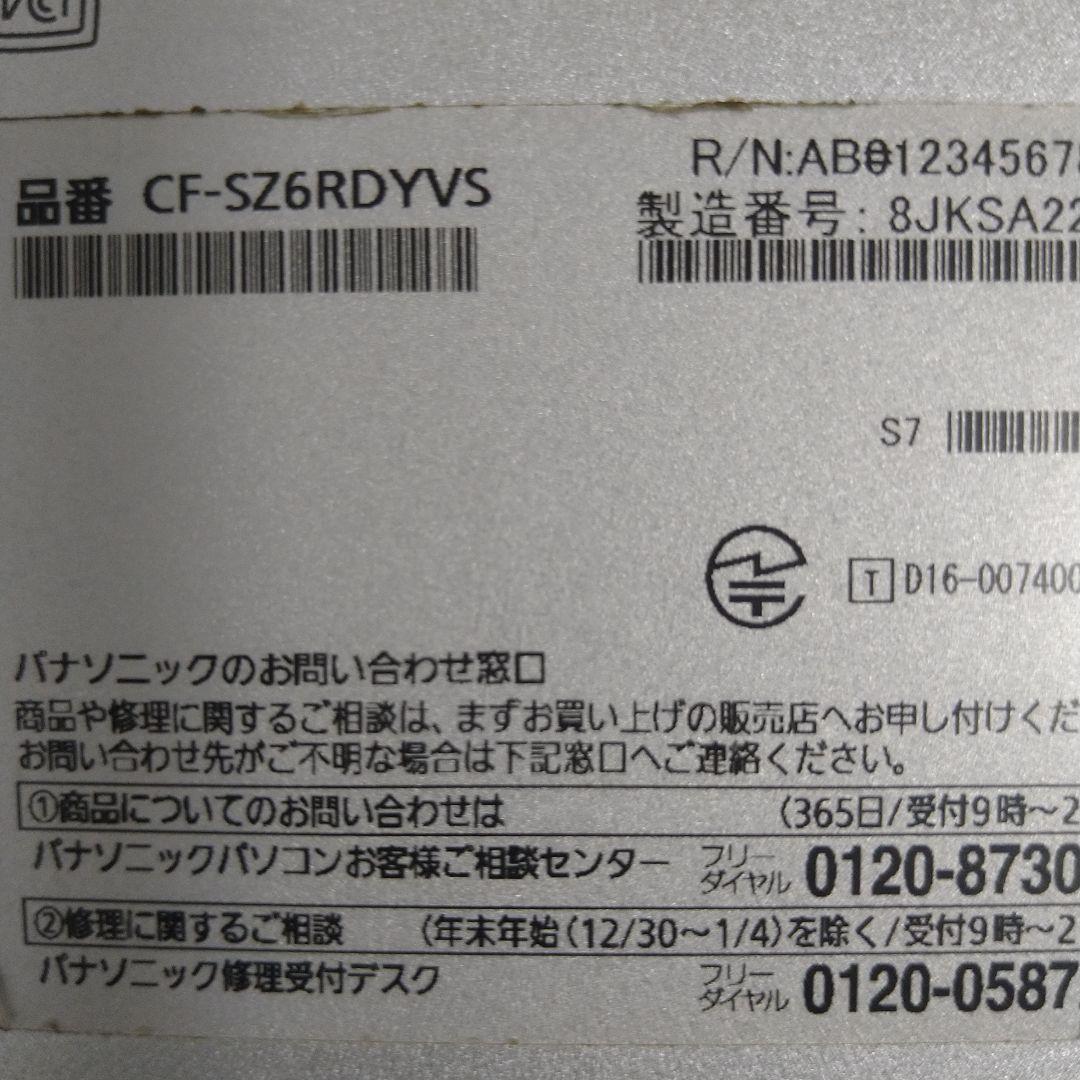 VCCI
品番 CF-SZ6RDYVS
R/N:AB01234567
製造番号: 8JKSA22
S7
T D16-007400
パナソニックのお問い合わせ窓口
商品や修理に関するご相談は、まずお買い上げの販売店へお申し付けくだ
お問い合わせ先がご不明な場合は下記窓口へご連絡ください。
①商品についてのお問い合わせは (365日/受付9時～2
パナソニックパソコンお客様ご相談センター フリーダイヤル 0120-8730
②修理に関するご相談 (年末年始(12/30～1/4)を除く/受付9時～2
パナソニック修理受付デスク フリーダイヤル 0120-0587